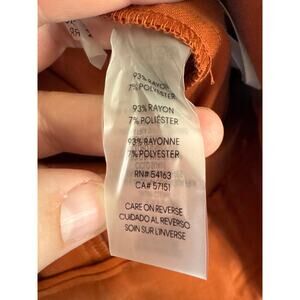 93% RAYON
7% POLYESTER
93% RAYON
7% POLIÉSTER
93% RAYONNE
7% POLYESTER
RN# 54163
CA# 57151
CARE ON REVERSE
CUIDADO AL REVERSO
SOIN SUR L'INVERSE